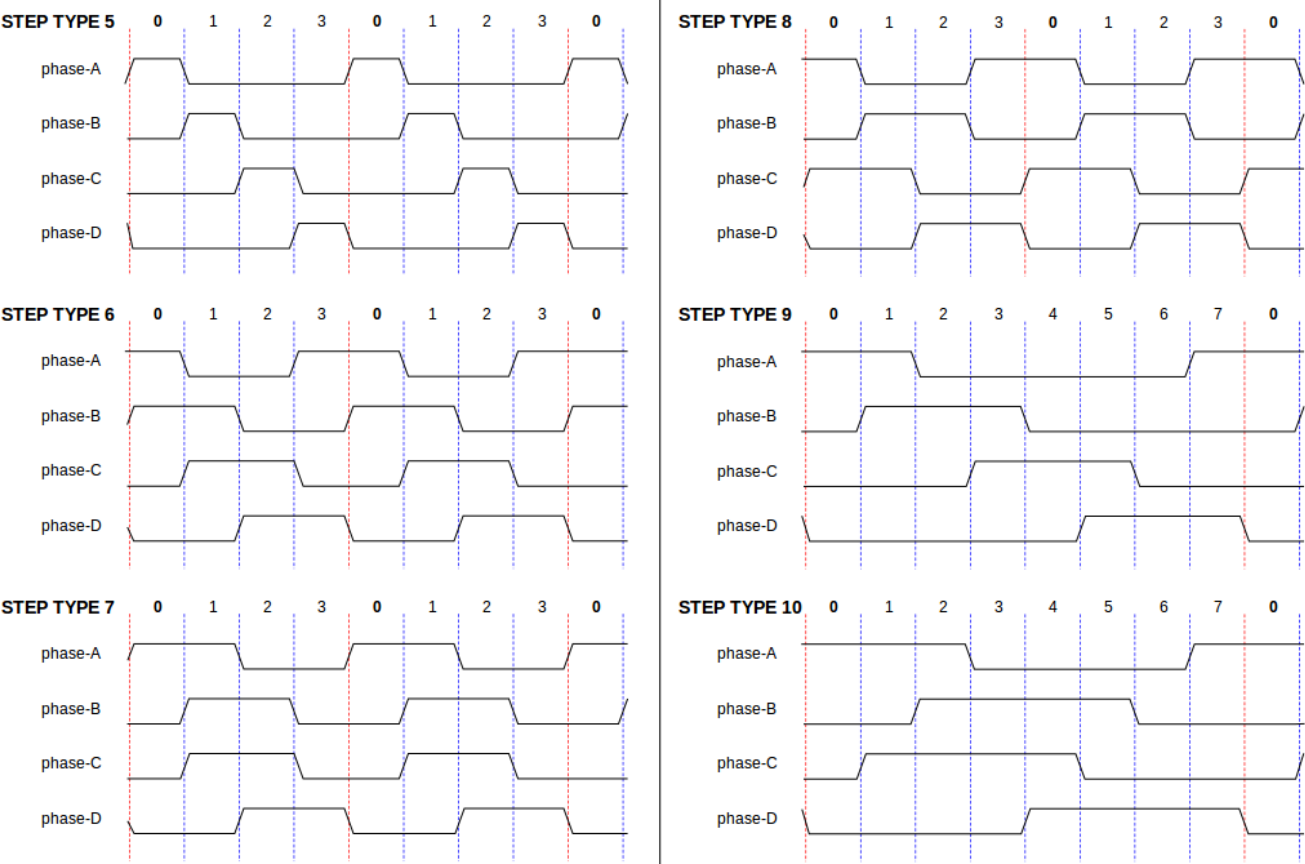 STEP TYPE 5 0 1 2 3 0 1 2 3 0
phase-A
phase-B
phase-C
phase-D
STEP TYPE 6 0 1 2 3 0 1 2 3 0
phase-A
phase-B
phase-C
phase-D
STEP TYPE 7 0 1 2 3 0 1 2 3 0
phase-A
phase-B
phase-C
phase-D
STEP TYPE 8 0 1 2 3 0 1 2 3 0
phase-A
phase-B
phase-C
phase-D
STEP TYPE 9 0 1 2 3 4 5 6 7 0
phase-A
phase-B
phase-C
phase-D
STEP TYPE 10 0 1 2 3 4 5 6 7 0
phase-A
phase-B
phase-C
phase-D